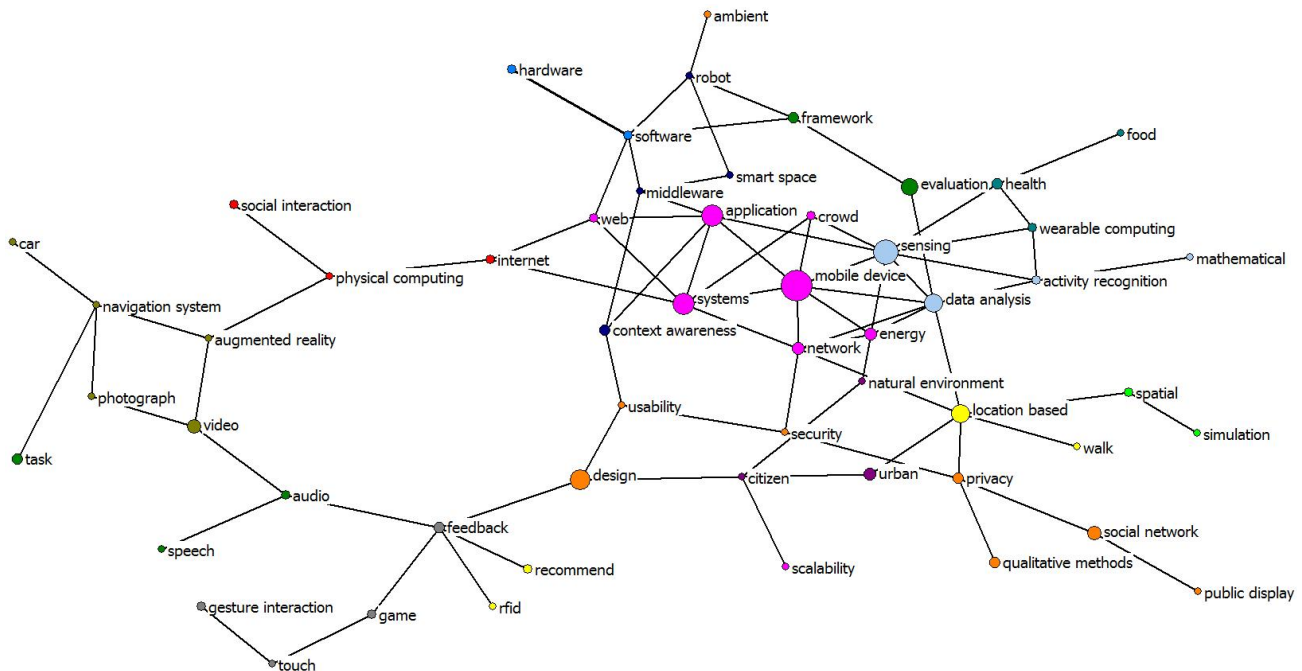 ambient
hardware
robot
framework
software
food
smart space
evaluation
health
middleware
social interaction
application
crowd
web
wearable computing
car
sensing
internet
mathematical
physical computing
mobile device
activity recognition
navigation system
systems
data analysis
context awareness
energy
augmented reality
network
natural environment
photograph
spatial
usability
location based
video
security
simulation
walk
task
design
citizen
urban
privacy
audio
feedback
social network
speech
recommend
scalability
qualitative methods
public display
gesture interaction
rfid
game
touch